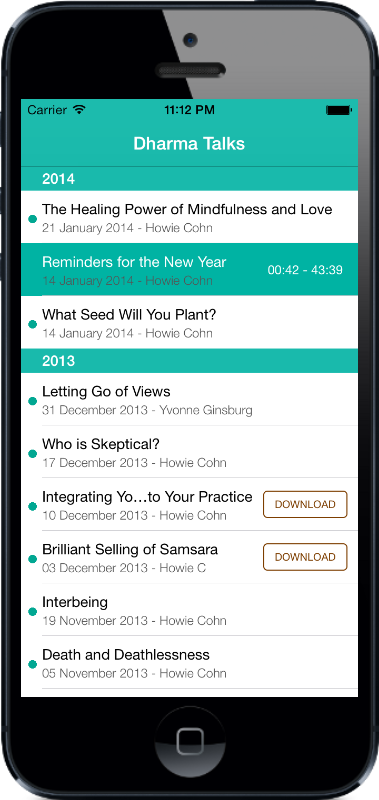 Carrier 11:12 PM
Dharma Talks
2014
The Healing Power of Mindfulness and Love
21 January 2014 - Howie Cohn
Reminders for the New Year
14 January 2014 - Howie Cohn
00:42 - 43:39
What Seed Will You Plant?
14 January 2014 - Howie Cohn
2013
Letting Go of Views
31 December 2013 - Yvonne Ginsburg
Who is Skeptical?
17 December 2013 - Howie Cohn
Integrating Yo...to Your Practice
10 December 2013 - Howie Cohn
DOWNLOAD
Brilliant Selling of Samsara
03 December 2013 - Howie C
DOWNLOAD
Interbeing
19 November 2013 - Howie Cohn
Death and Deathlessness
05 November 2013 - Howie Cohn